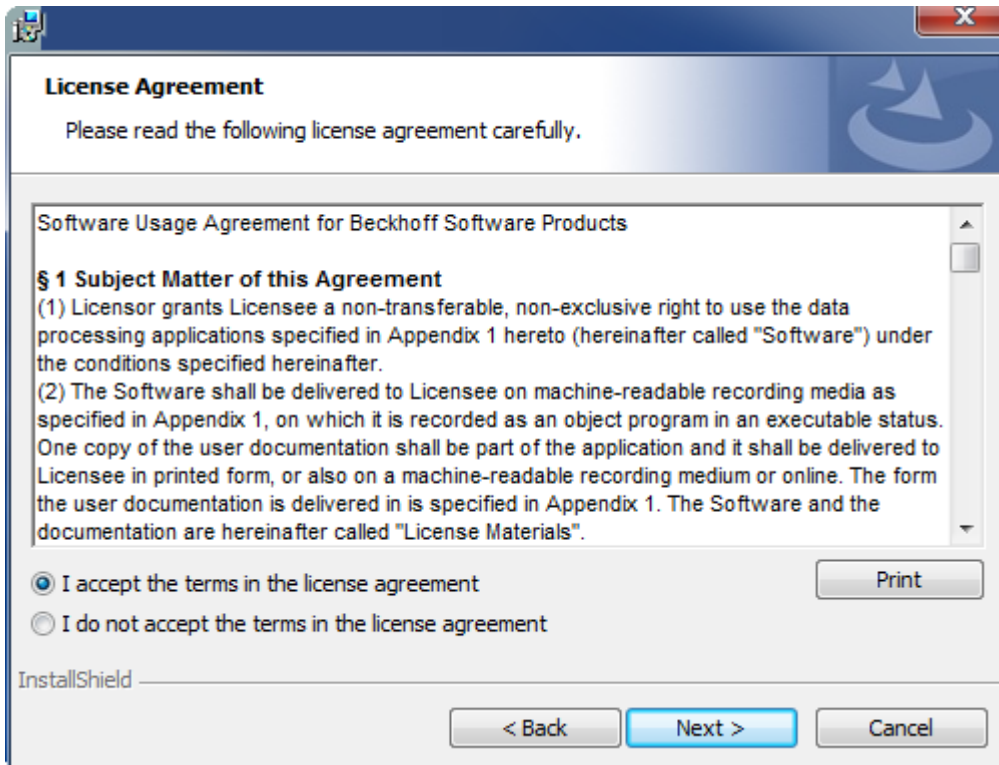 License Agreement
Please read the following license agreement carefully.
Software Usage Agreement for Beckhoff Software Products
§ 1 Subject Matter of this Agreement
(1) Licensor grants Licensee a non-transferable, non-exclusive right to use the data
processing applications specified in Appendix 1 hereto (hereinafter called "Software") under
the conditions specified hereinafter.
(2) The Software shall be delivered to Licensee on machine-readable recording media as
specified in Appendix 1, on which it is recorded as an object program in an executable status.
One copy of the user documentation shall be part of the application and it shall be delivered to
Licensee in printed form, or also on a machine-readable recording medium or online. The form
the user documentation is delivered in is specified in Appendix 1. The Software and the
documentation are hereinafter called "License Materials".
I accept the terms in the license agreement
Print
I do not accept the terms in the license agreement
InstallShield
< Back
Next >
Cancel